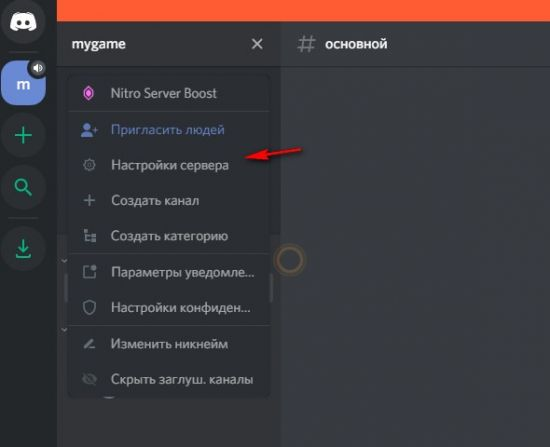 mygame
# основной
m
Nitro Server Boost
Пригласить людей
Настройки сервера
Создать канал
Создать категорию
Параметры уведомле...
Настройки конфиден...
Изменить никнейм
Скрыть заглуш. каналы